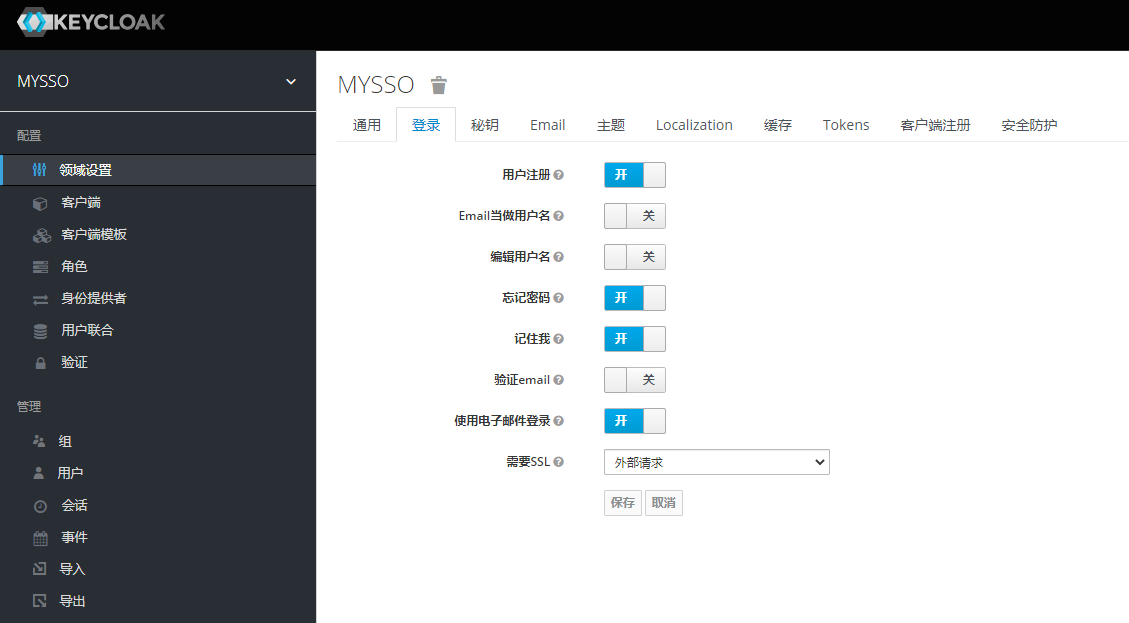 KEYCLOAK
MYSSO
配置
领域设置
客户端
客户端模板
角色
身份提供者
用户联合
验证
管理
组
用户
会话
事件
导入
导出
MYSSO
通用 登录 秘钥 Email 主题 Localization 缓存 Tokens 客户端注册 安全防护
用户注册 开
Email当做用户名 关
编辑用户名 关
忘记密码 开
记住我 开
验证email 关
使用电子邮件登录 开
需要SSL 外部请求
保存 取消